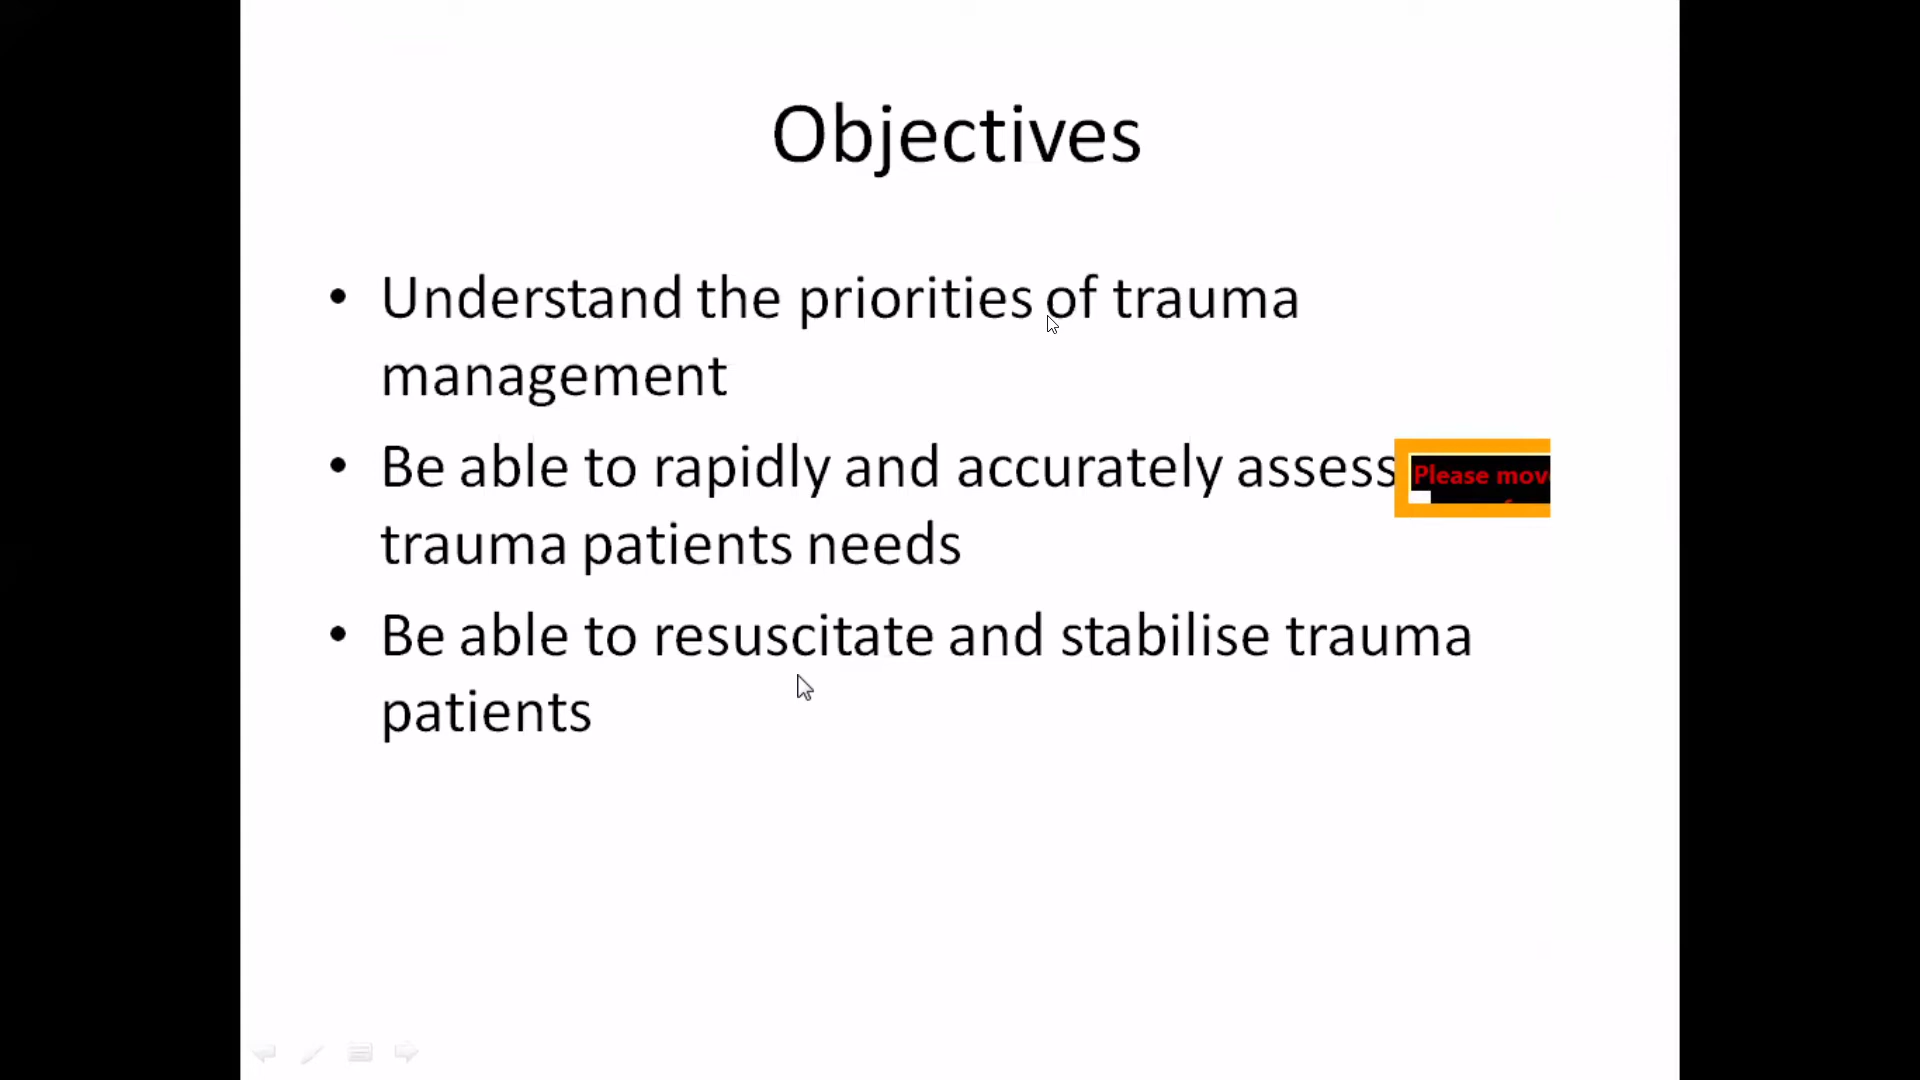 Objectives
• Understand the priorities of trauma
management
• Be able to rapidly and accurately assess
Please
trauma patients needs
• Be able to resuscitate and stabilise trauma
patients